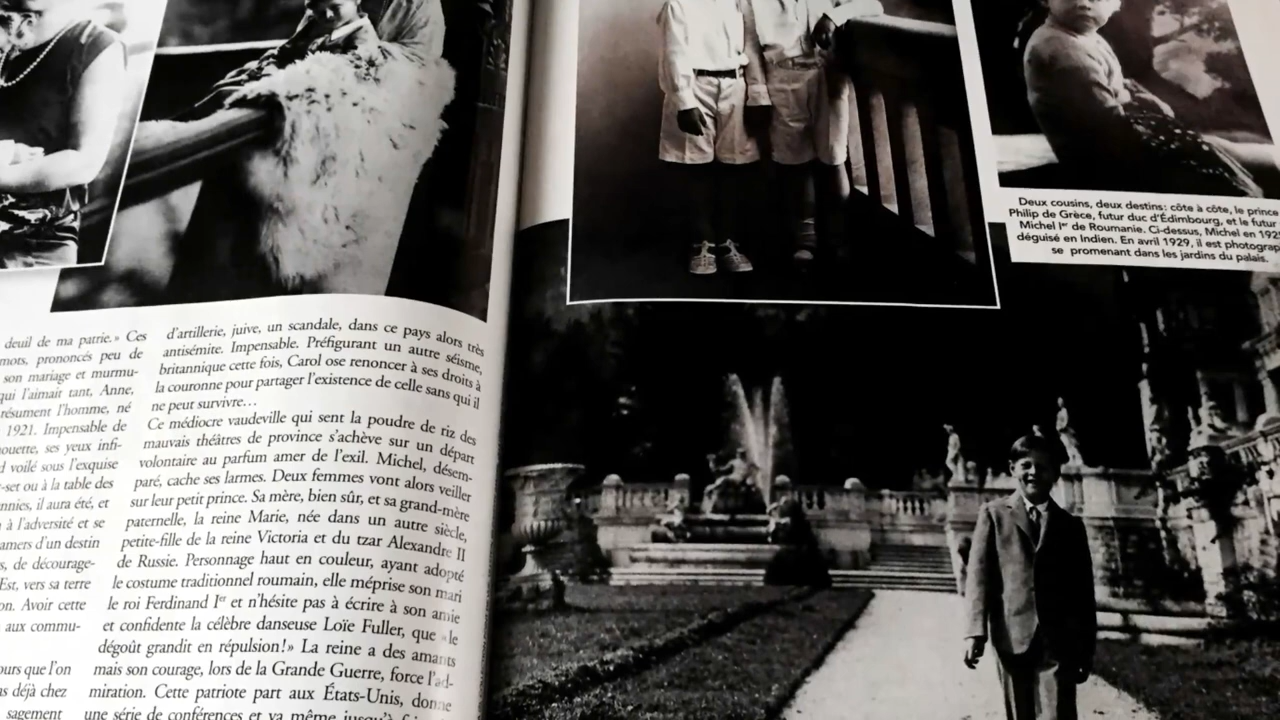 deuil de ma patrie.» Ces
mots, prononcés peu de
son mariage et murmu-
qui l'aimait tant, Anne,
résument l'homme, né
1921. Impensable de
ses yeux infi-
voilé sous l'exquise
-set ou à la table des
il aura été, et
à l'adversité et se
amers d'un destin
de décourage-
Est, vers sa terre
Avoir cette
aux commu-
que l'on
déjà chez
sagement
d'artillerie, juive, un scandale, dans ce pays alors très
antisémite. Impensable. Préfigurant un autre séisme,
britannique cette fois, Carol ose renoncer à ses droits à
la couronne pour partager l'existence de celle sans qui il
ne peut survivre…
Ce médiocre vaudeville qui sent la poudre de riz des
mauvais théâtres de province s'achève sur un départ
volontaire au parfum amer de l'exil. Michel, désem-
paré, cache ses larmes. Deux femmes vont alors veiller
sur leur petit prince. Sa mère, bien sûr, et sa grand-mère
paternelle, la reine Marie, née dans un autre siècle,
petite-fille de la reine Victoria et du tzar Alexandre II
de Russie. Personnage haut en couleur, ayant adopté
le costume traditionnel roumain, elle méprise son mari
le roi Ferdinand Iᵉʳ et n'hésite pas à écrire à son amie
et confidente la célèbre danseuse Loïe Fuller, que «le
dégoût grandit en répulsion!» La reine a des amants
mais son courage, lors de la Grande Guerre, force l'ad-
miration. Cette patriote part aux États-Unis, donne
une série de conférences et va même jusqu'à
Deux cousins, deux destins: côte à côte, le prince
Philip de Grèce, futur duc d'Édimbourg, et le futur
Michel Iᵉʳ de Roumanie. Ci-dessus, Michel en
déguisé en Indien. En avril 1929, il est
se promenant dans les jardins du palais.